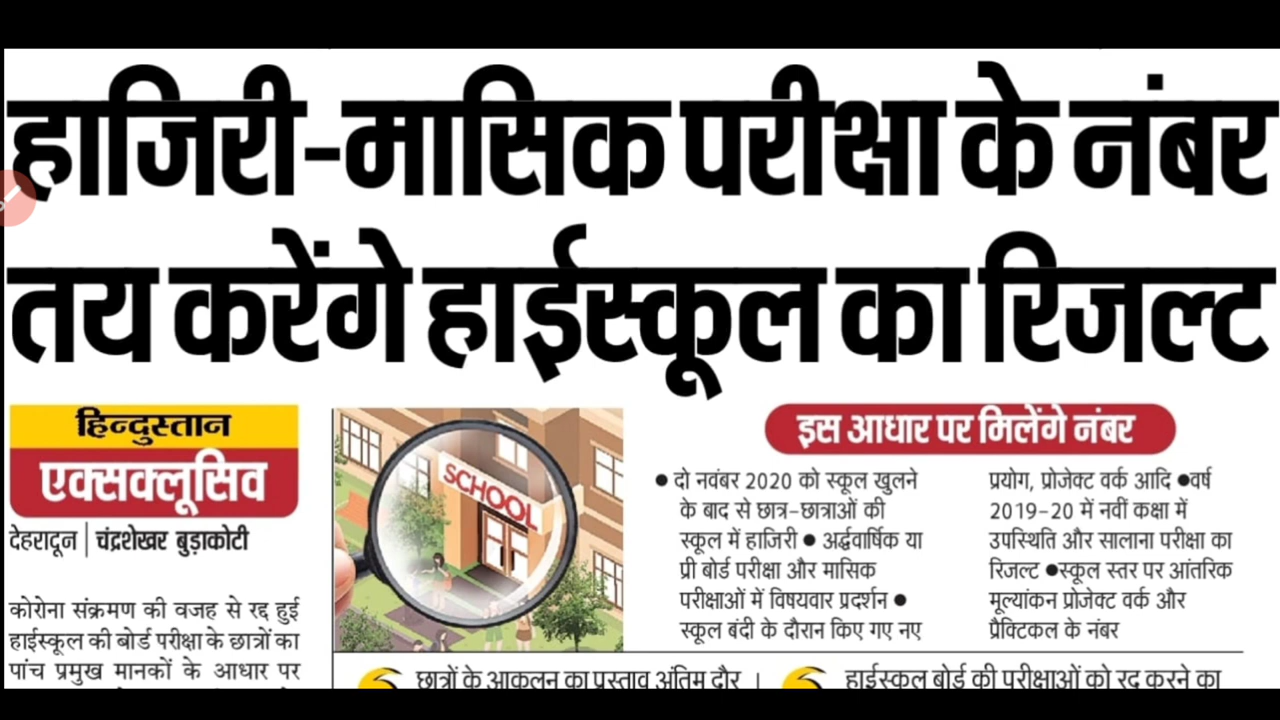 हाजिरी-मासिक परीक्षा के नंबर
तय करेंगे हाईस्कूल का रिजल्ट
हिन्दुस्तान
एक्सक्लूसिव
देहरादून | चंद्रशेखर बुड़ाकोटी
कोरोना संक्रमण की वजह से रद्द हुई
हाईस्कूल की बोर्ड परीक्षा के छात्रों का
पांच प्रमुख मानकों के आधार पर
SCHOOL
इस आधार पर मिलेंगे नंबर
● दो नवंबर 2020 को स्कूल खुलने
के बाद से छात्र-छात्राओं की
स्कूल में हाजिरी ● अर्द्धवार्षिक या
प्री बोर्ड परीक्षा और मासिक
परीक्षाओं में विषयवार प्रदर्शन ●
स्कूल बंदी के दौरान किए गए नए
प्रयोग, प्रोजेक्ट वर्क आदि ●वर्ष
2019-20 में नवीं कक्षा में
उपस्थिति और सालाना परीक्षा का
रिजल्ट ●स्कूल स्तर पर आंतरिक
मूल्यांकन प्रोजेक्ट वर्क और
प्रैक्टिकल के नंबर
छात्रों के आकलन का प्रस्ताव अंतिम दौर
हाईस्कूल बोर्ड की परीक्षाओं को रद्द करने का